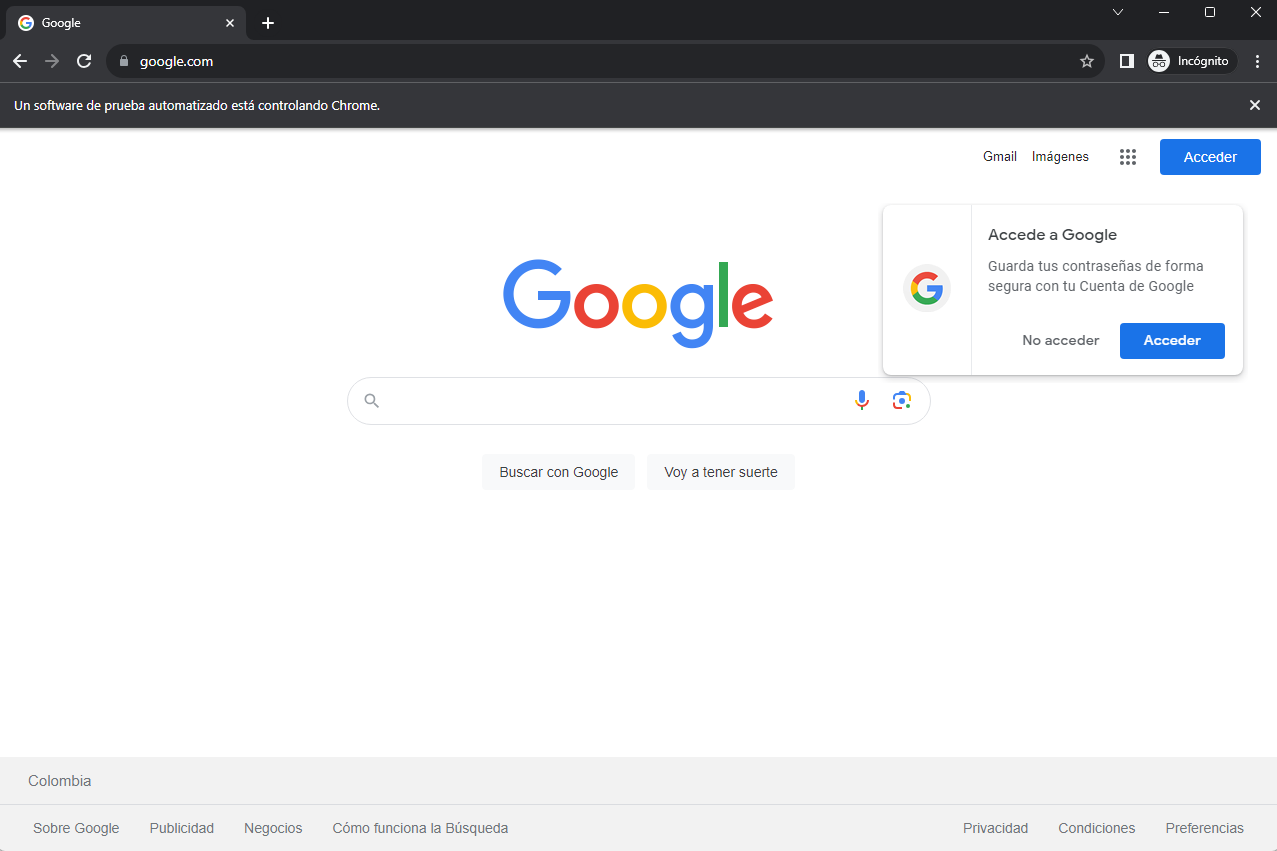 Google
google.com
Incógnito
Un software de prueba automatizado está controlando Chrome.
Gmail Imágenes Acceder
Accede a Google
Guarda tus contraseñas de forma
segura con tu Cuenta de Google
No acceder Acceder
Google
Buscar con Google Voy a tener suerte
Colombia
Sobre Google Publicidad Negocios Cómo funciona la Búsqueda Privacidad Condiciones Preferencias